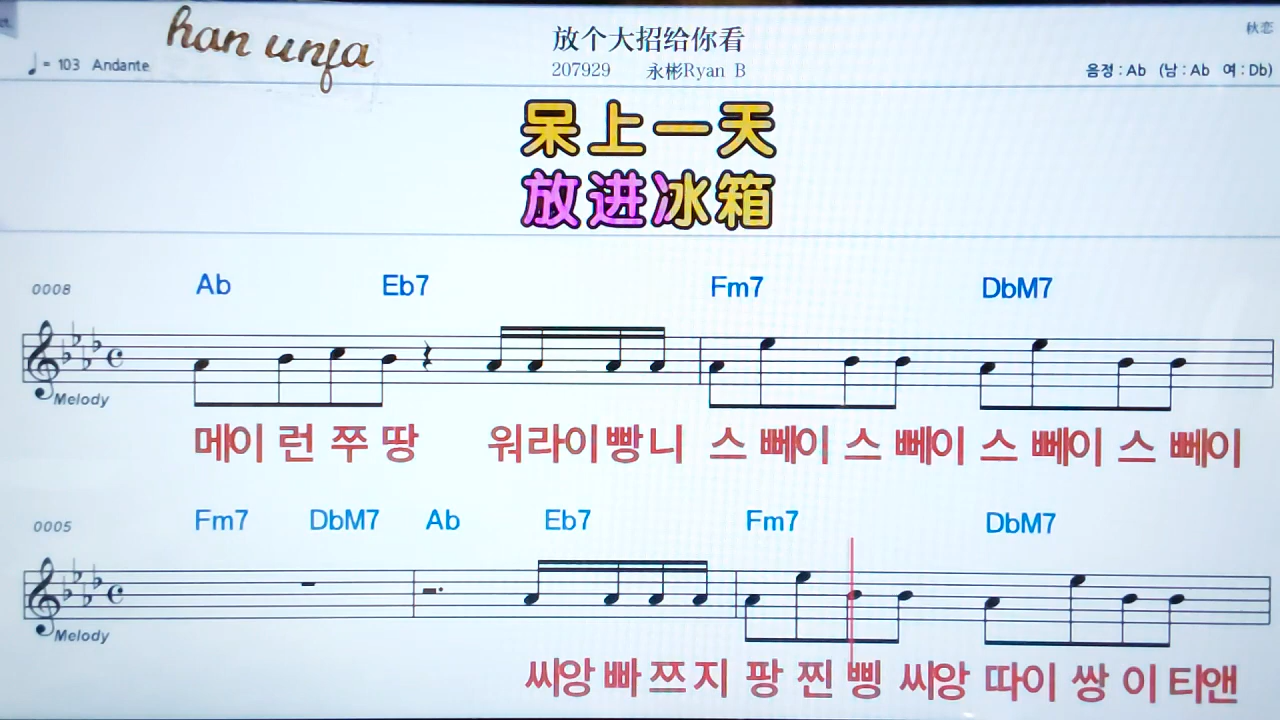 han unfa
放个大招给你看
秋恋
♩= 103 Andante
207929 永彬Ryan B
음정 : Ab (남 : Ab 여 : Db)
呆上一天
放进冰箱
0008 Ab Eb7 Fm7 DbM7
Melody
메이 런 쭈 땅 워 라이 빵 니 스 뻬이 스 뻬이 스 뻬이 스 뻬이
0005 Fm7 DbM7 Ab Eb7 Fm7 DbM7
Melody
씨앙 빠 쯔 지 팡 찐 삥 씨앙 따이 쌍 이 티앤